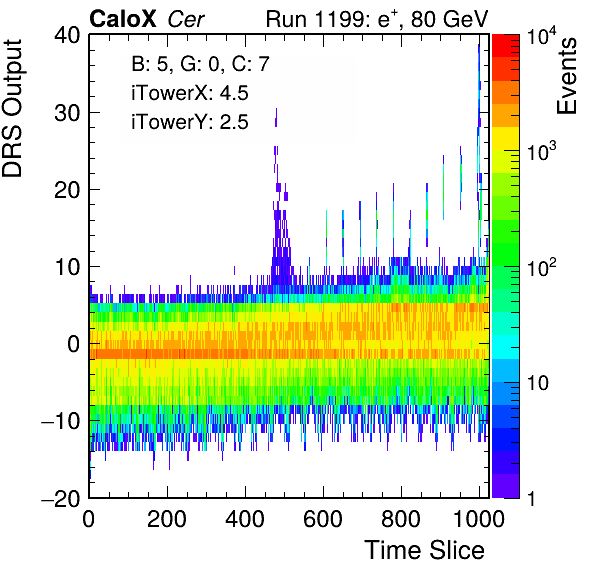 CaloX Cer Run 1199: e+, 80 GeV
B: 5, G: 0, C: 7
iTowerX: 4.5
iTowerY: 2.5
DRS Output
40
30
20
10
0
−10
−20
0 200 400 600 800 1000
Time Slice
Events
10^4
10^3
10^2
10
1